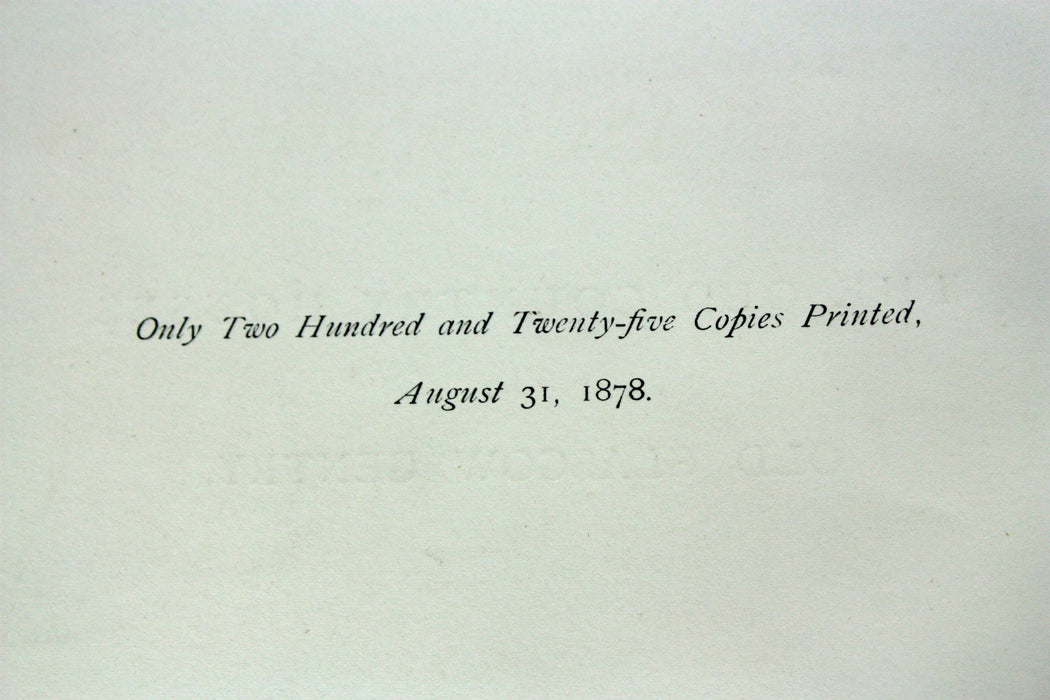 Only Two Hundred and Twenty-five Copies Printed,
August 31, 1878.